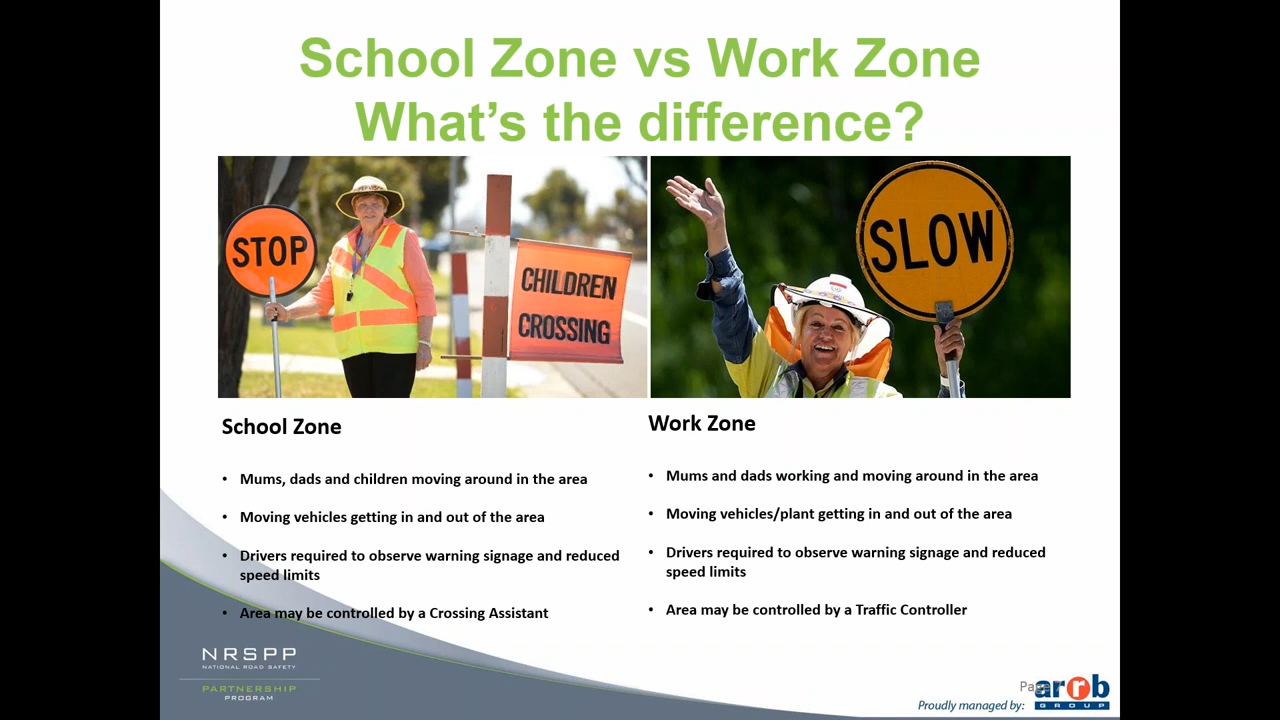 School Zone vs Work Zone
What's the difference?
STOP
CHILDREN
CROSSING
SLOW
School Zone
• Mums, dads and children moving around in the area
• Moving vehicles getting in and out of the area
• Drivers required to observe warning signage and reduced
speed limits
• Area may be controlled by a Crossing Assistant
Work Zone
• Mums and dads working and moving around in the area
• Moving vehicles/plant getting in and out of the area
• Drivers required to observe warning signage and reduced
speed limits
• Area may be controlled by a Traffic Controller
NRSPP
NATIONAL ROAD SAFETY
PARTNERSHIP
PROGRAM
Proudly managed by:
arrb
GROUP